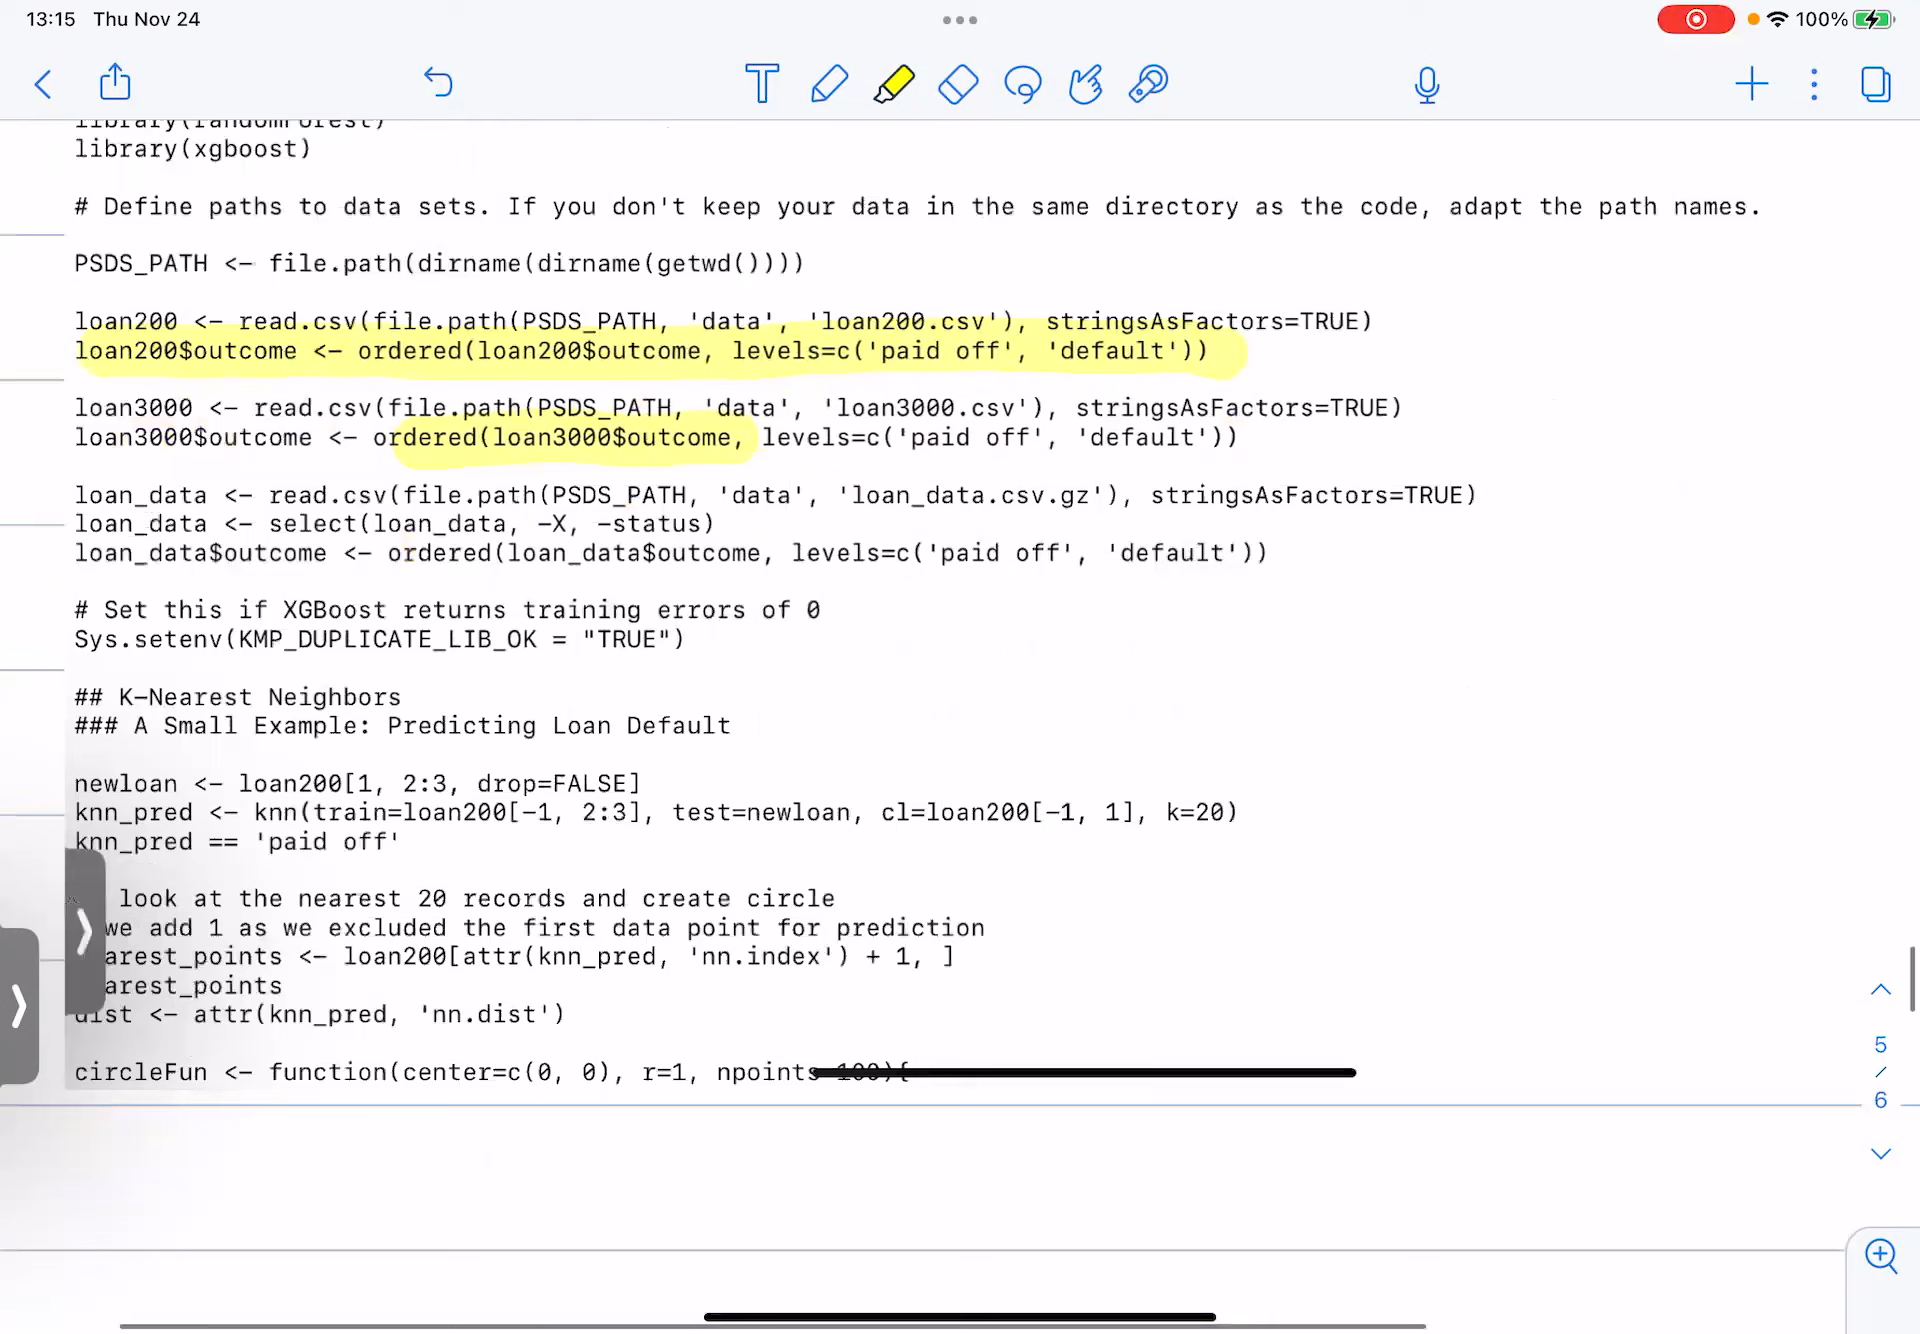 13:15 Thu Nov 24
100%
library(randomForest)
library(xgboost)
# Define paths to data sets. If you don't keep your data in the same directory as the code, adapt the path names.
PSDS_PATH <- file.path(dirname(dirname(getwd())))
loan200 <- read.csv(file.path(PSDS_PATH, 'data', 'loan200.csv'), stringsAsFactors=TRUE)
loan200$outcome <- ordered(loan200$outcome, levels=c('paid off', 'default'))
loan3000 <- read.csv(file.path(PSDS_PATH, 'data', 'loan3000.csv'), stringsAsFactors=TRUE)
loan3000$outcome <- ordered(loan3000$outcome, levels=c('paid off', 'default'))
loan_data <- read.csv(file.path(PSDS_PATH, 'data', 'loan_data.csv.gz'), stringsAsFactors=TRUE)
loan_data <- select(loan_data, -X, -status)
loan_data$outcome <- ordered(loan_data$outcome, levels=c('paid off', 'default'))
# Set this if XGBoost returns training errors of 0
Sys.setenv(KMP_DUPLICATE_LIB_OK = "TRUE")
## K-Nearest Neighbors
### A Small Example: Predicting Loan Default
newloan <- loan200[1, 2:3, drop=FALSE]
knn_pred <- knn(train=loan200[-1, 2:3], test=newloan, cl=loan200[-1, 1], k=20)
knn_pred == 'paid off'
look at the nearest 20 records and create circle
we add 1 as we excluded the first data point for prediction
arest_points <- loan200[attr(knn_pred, 'nn.index') + 1, ]
arest_points
dist <- attr(knn_pred, 'nn.dist')
circleFun <- function(center=c(0, 0), r=1, npoints=100){
5
/
6